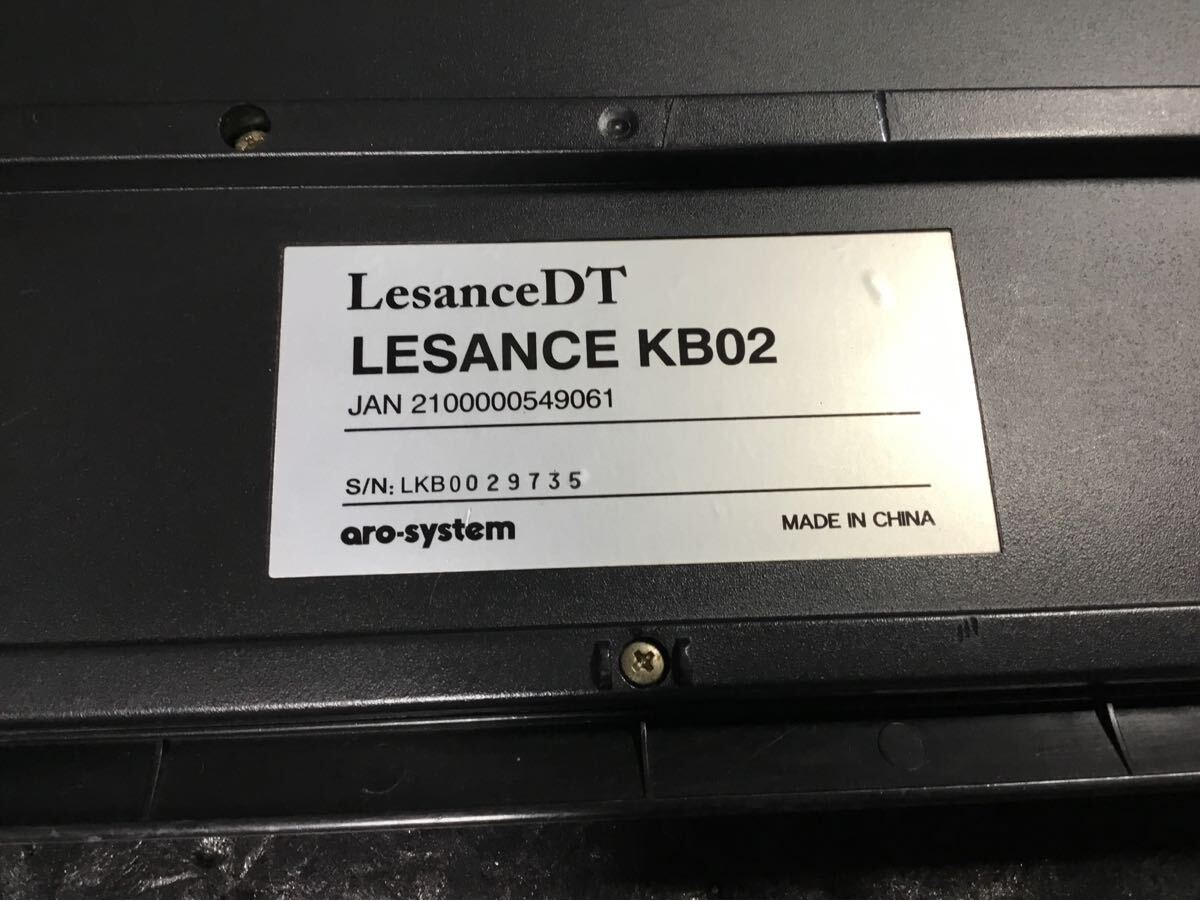 LesanceDT
LESANCE KB02
JAN 2100000549061
S/N: LKB0029735
aro-system
MADE IN CHINA